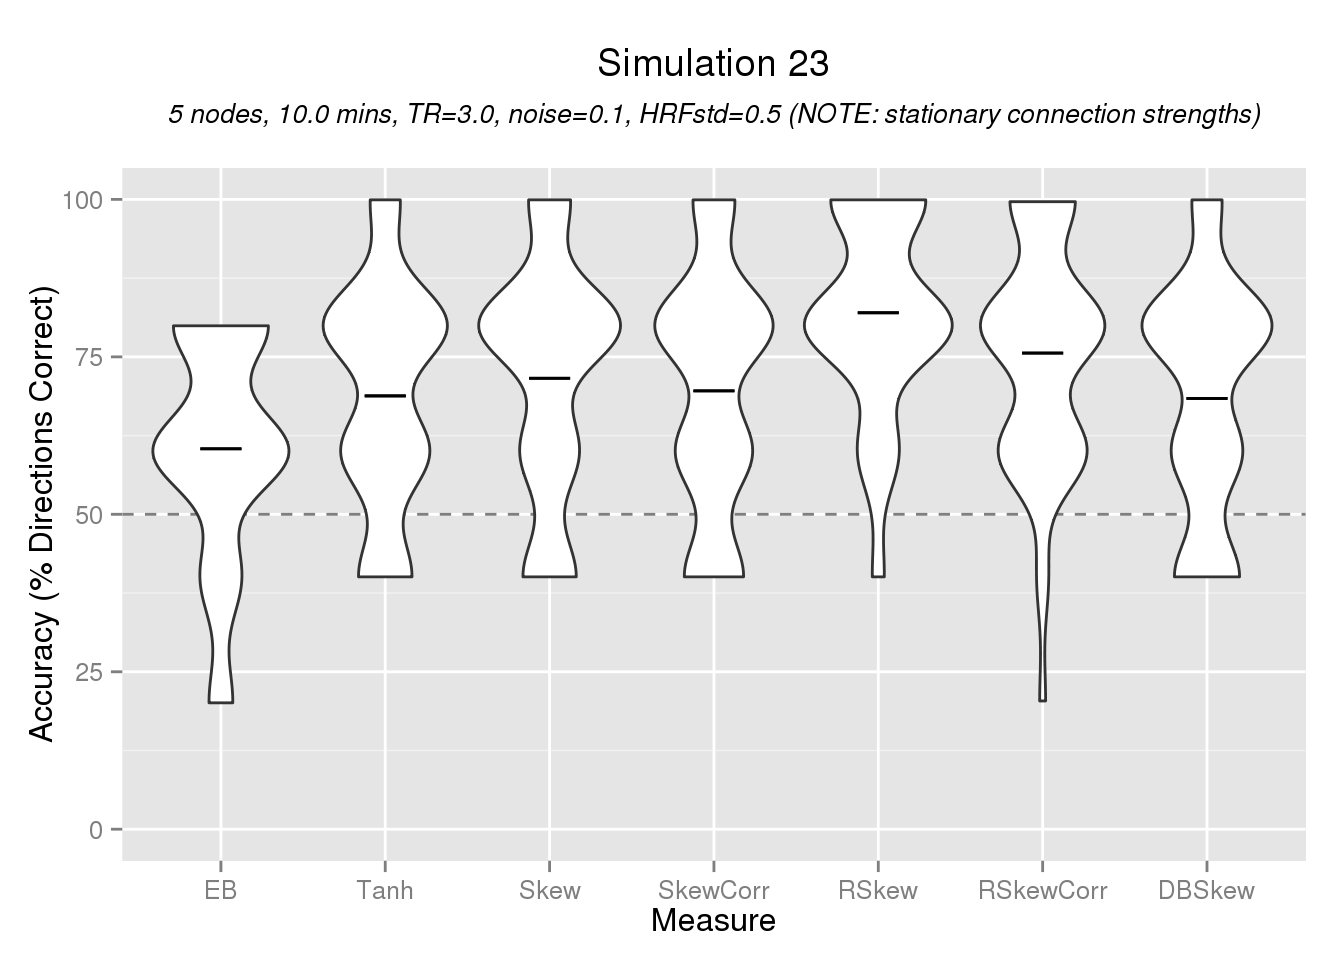 Simulation 23
5 nodes, 10.0 mins, TR=3.0, noise=0.1, HRFstd=0.5 (NOTE: stationary connection strengths)
Accuracy (% Directions Correct)
100
75
50
25
0
EB Tanh Skew SkewCorr RSkew RSkewCorr DBSkew
Measure